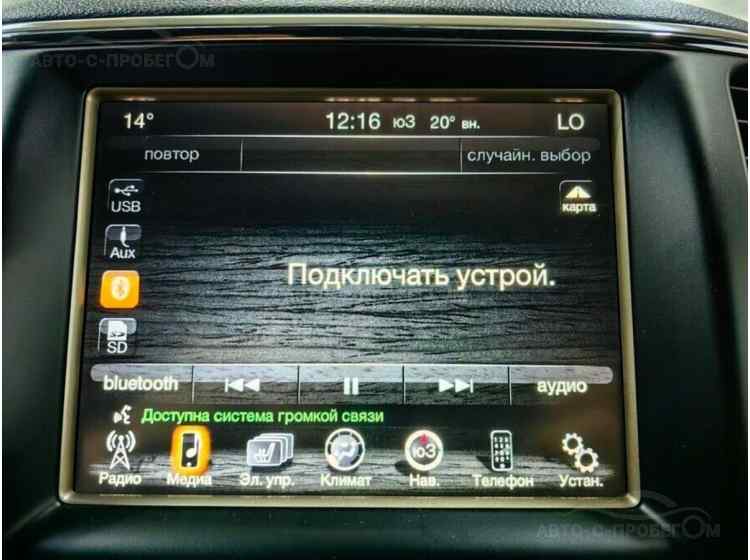 АВТО-С-ПРОБЕГОМ
14° 12:16 юЗ 20° вн. LO
повтор случайн. выбор
USB карта
Aux
Подключать устрой.
SD
bluetooth аудио
Доступна система громкой связи
Радио Медиа Эл. упр. Климат юЗ Нав. Телефон Устан.
АВТО-С-ПРОБЕГОМ